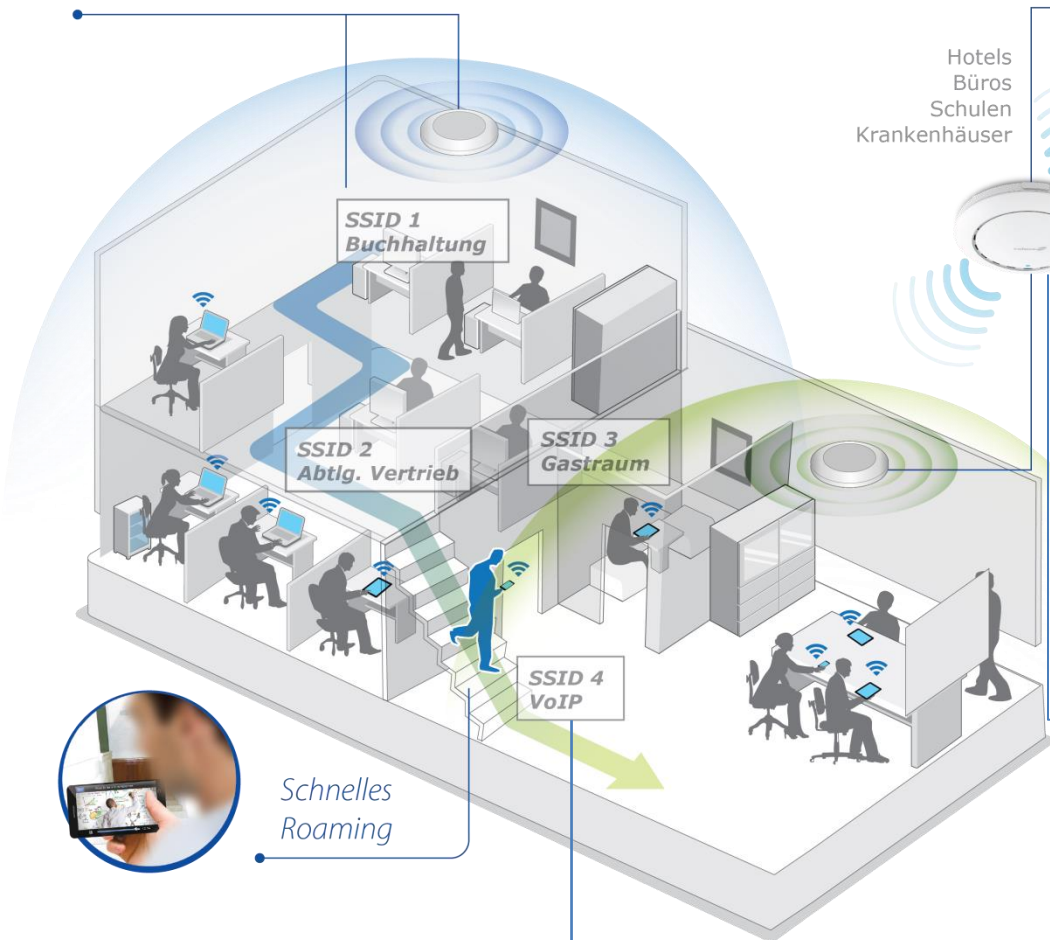 Hotels
Büros
Schulen
Krankenhäuser
SSID 1
Buchhaltung
SSID 2
Abtlg. Vertrieb
SSID 3
Gastraum
SSID 4
VoIP
Schnelles
Roaming